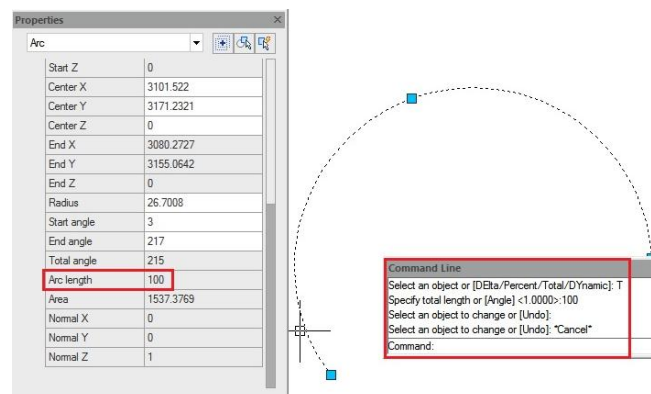 Properties
Arc
Start Z 0
Center X 3101.522
Center Y 3171.2321
Center Z 0
End X 3080.2727
End Y 3155.0642
End Z 0
Radius 26.7008
Start angle 3
End angle 217
Total angle 215
Arc length 100
Area 1537.3769
Normal X 0
Normal Y 0
Normal Z 1
Command Line
Select an object or [DElta/Percent/Total/DYnamic]: T
Specify total length or [Angle] <1.0000>:100
Select an object to change or [Undo]:
Select an object to change or [Undo]: *Cancel*
Command: